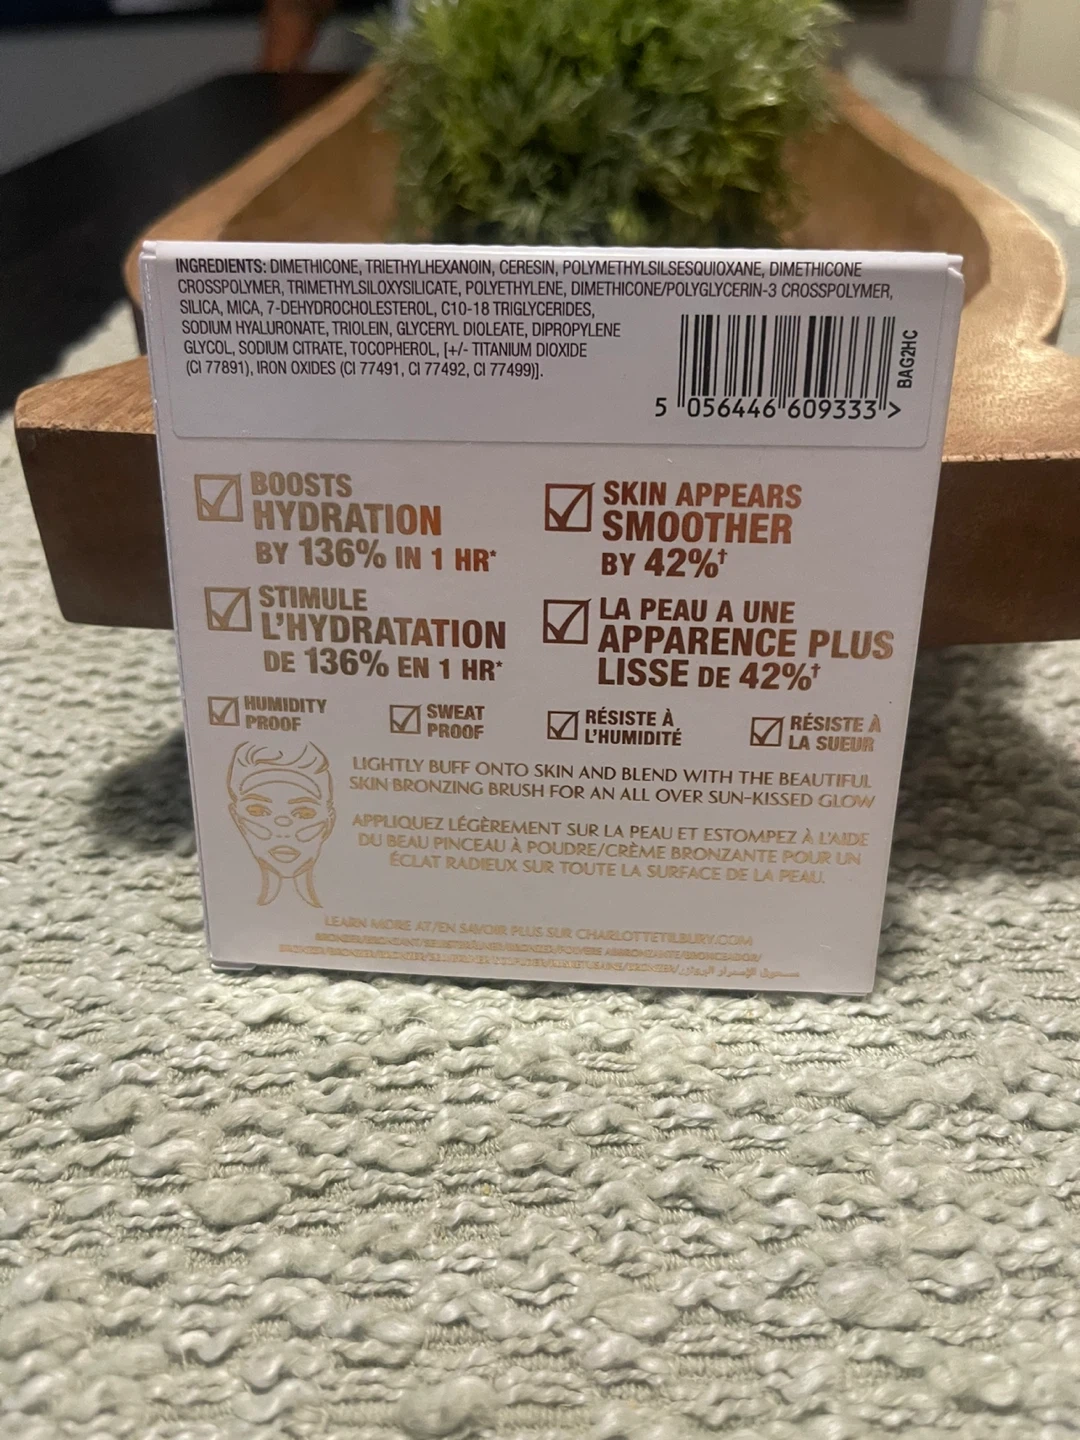 INGREDIENTS: DIMETHICONE, TRIETHYLHEXANOIN, CERESIN, POLYMETHYLSILSESQUIOXANE, DIMETHICONE
CROSSPOLYMER, TRIMETHYLSILOXYSILICATE, POLYETHYLENE, DIMETHICONE/POLYGLYCERIN-3 CROSSPOLYMER,
SILICA, MICA, 7-DEHYDROCHOLESTEROL, C10-18 TRIGLYCERIDES,
SODIUM HYALURONATE, TRIOLEIN, GLYCERYL DIOLEATE, DIPROPYLENE
GLYCOL, SODIUM CITRATE, TOCOPHEROL, [+/- TITANIUM DIOXIDE
(CI 77891), IRON OXIDES (CI 77491, CI 77492, CI 77499)].
BAG2HC
5 056446 609333 >
BOOSTS
HYDRATION
BY 136% IN 1 HR*
SKIN APPEARS
SMOOTHER
BY 42%†
STIMULE
L'HYDRATATION
DE 136% EN 1 HR*
LA PEAU A UNE
APPARENCE PLUS
LISSE DE 42%†
HUMIDITY
PROOF
SWEAT
PROOF
RÉSISTE À
L'HUMIDITÉ
RÉSISTE À
LA SUEUR
LIGHTLY BUFF ONTO SKIN AND BLEND WITH THE BEAUTIFUL
SKIN BRONZING BRUSH FOR AN ALL OVER SUN-KISSED GLOW
APPLIQUEZ LÉGÈREMENT SUR LA PEAU ET ESTOMPEZ À L'AIDE
DU BEAU PINCEAU À POUDRE/CRÈME BRONZANTE POUR UN
ÉCLAT RADIEUX SUR TOUTE LA SURFACE DE LA PEAU.
LEARN MORE AT/EN SAVOIR PLUS SUR CHARLOTTETILBURY.COM